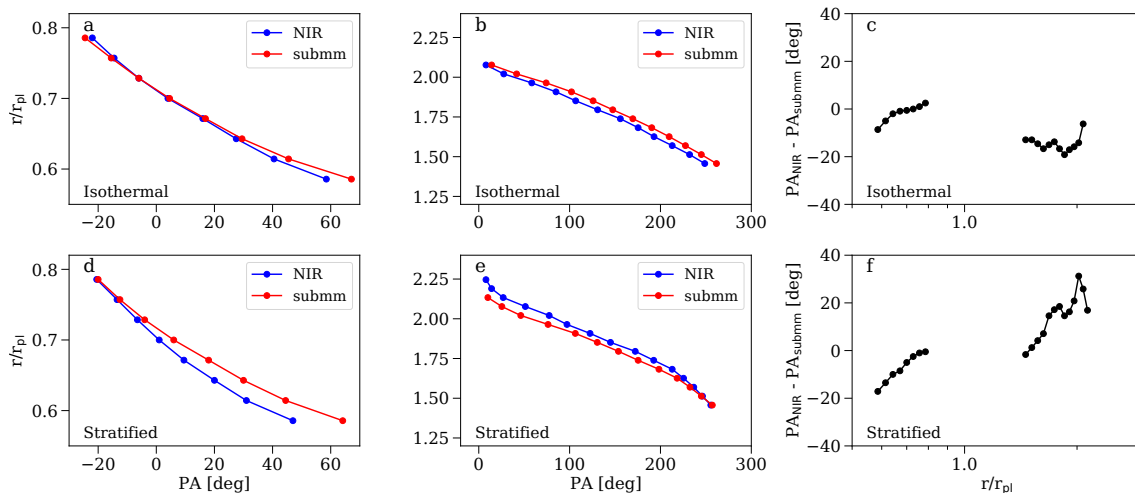 a
NIR
submm
0.8
0.7
0.6
r/r_pl
Isothermal
−20 0 20 40 60
b
NIR
submm
2.25
2.00
1.75
1.50
1.25
0 100 200 300
c
40
20
0
−20
−40
PA_NIR - PA_submm [deg]
Isothermal
1.0
d
NIR
submm
0.8
0.7
0.6
r/r_pl
Stratified
−20 0 20 40 60
PA [deg]
e
NIR
submm
2.25
2.00
1.75
1.50
1.25
Stratified
0 100 200 300
PA [deg]
f
40
20
0
−20
−40
PA_NIR - PA_submm [deg]
Stratified
1.0
r/r_pl